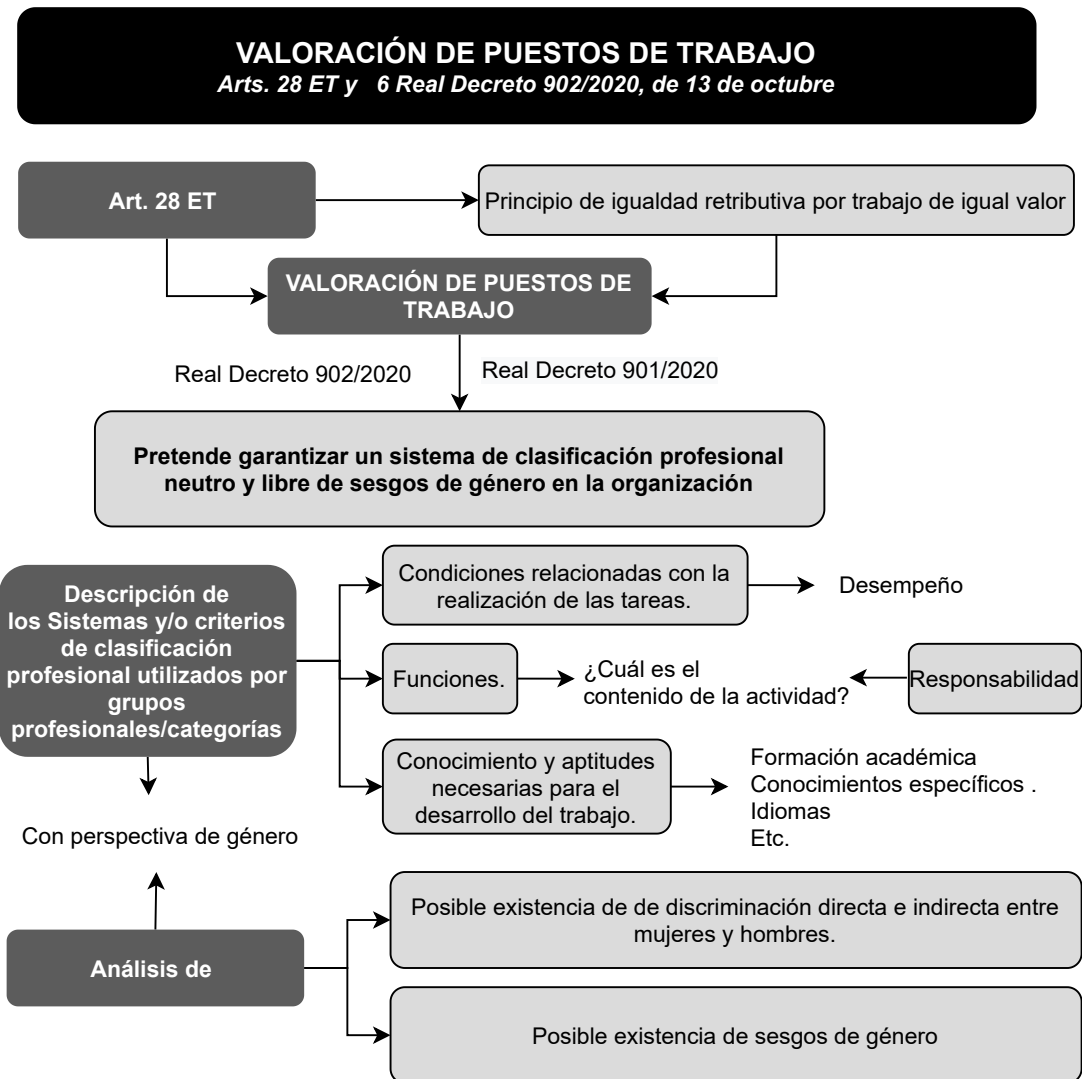 VALORACIÓN DE PUESTOS DE TRABAJO
Arts. 28 ET y 6 Real Decreto 902/2020, de 13 de octubre
Art. 28 ET
Principio de igualdad retributiva por trabajo de igual valor
VALORACIÓN DE PUESTOS DE
TRABAJO
Real Decreto 902/2020
Real Decreto 901/2020
Pretende garantizar un sistema de clasificación profesional
neutro y libre de sesgos de género en la organización
Descripción de
los Sistemas y/o criterios
de clasificación
profesional utilizados por
grupos
profesionales/categorías
Condiciones relacionadas con la
realización de las tareas.
Desempeño
Funciones.
¿Cuál es el
contenido de la actividad?
Responsabilidad
Conocimiento y aptitudes
necesarias para el
desarrollo del trabajo.
Formación académica
Conocimientos específicos .
Idiomas
Etc.
Con perspectiva de género
Análisis de
Posible existencia de de discriminación directa e indirecta entre
mujeres y hombres.
Posible existencia de sesgos de género